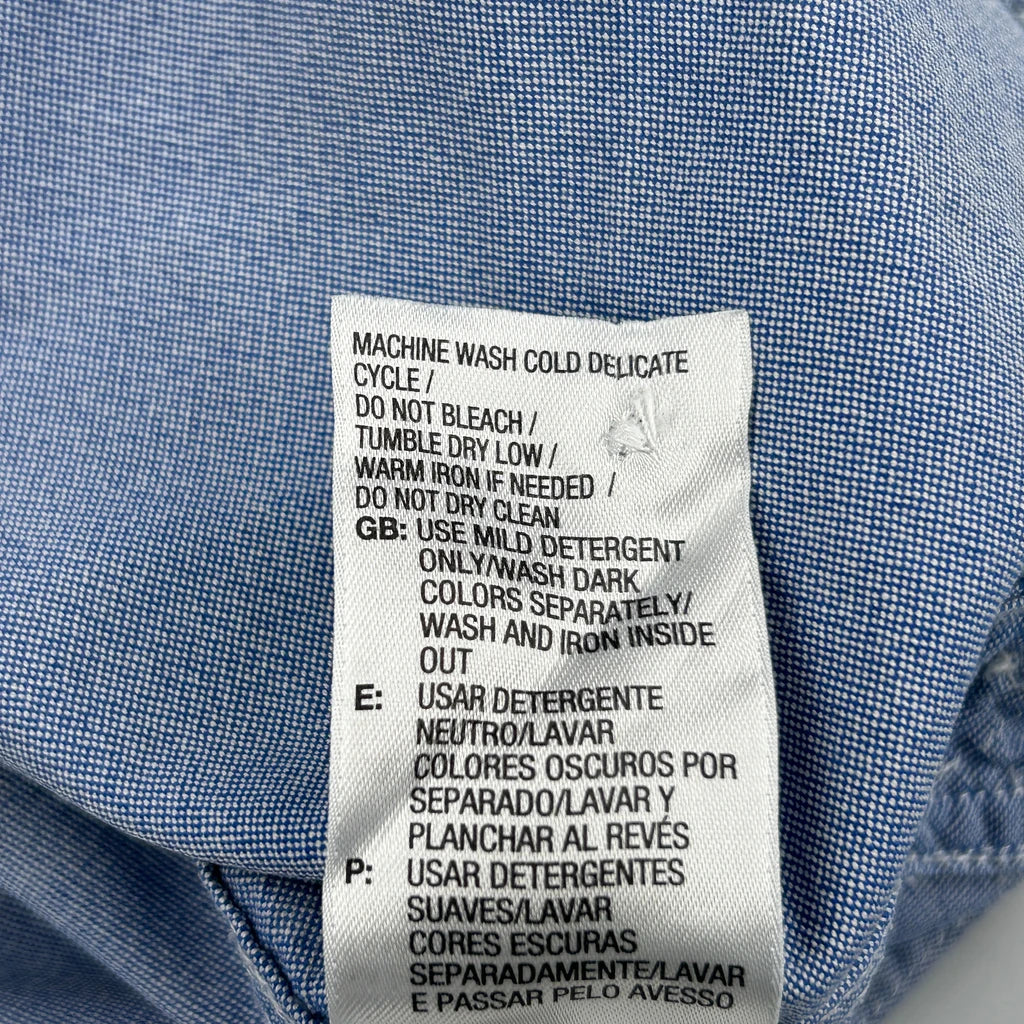 MACHINE WASH COLD DELICATE
CYCLE /
DO NOT BLEACH /
TUMBLE DRY LOW /
WARM IRON IF NEEDED /
DO NOT DRY CLEAN
GB: USE MILD DETERGENT
ONLY/WASH DARK
COLORS SEPARATELY/
WASH AND IRON INSIDE
OUT
E: USAR DETERGENTE
NEUTRO/LAVAR
COLORES OSCUROS POR
SEPARADO/LAVAR Y
PLANCHAR AL REVÉS
P: USAR DETERGENTES
SUAVES/LAVAR
CORES ESCURAS
SEPARADAMENTE/LAVAR
E PASSAR PELO AVESSO